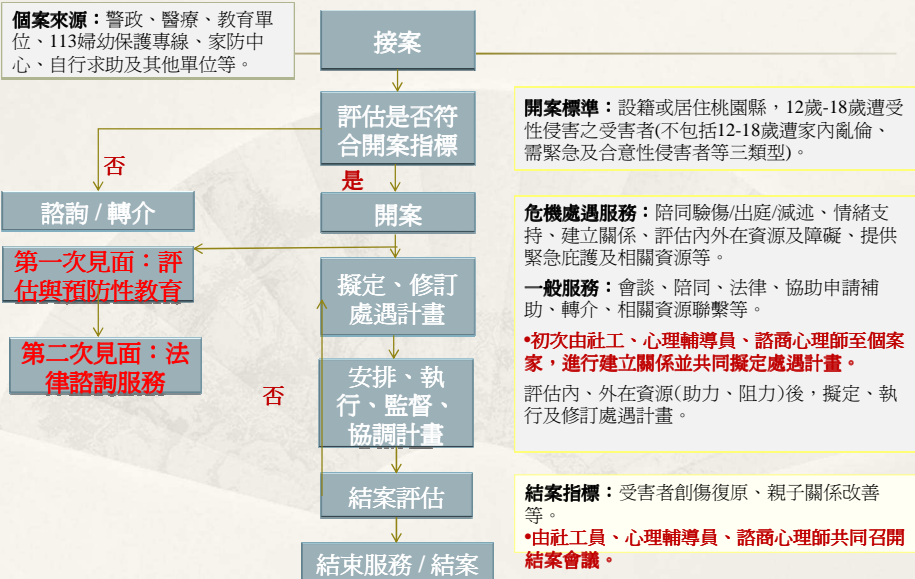 個案來源：警政、醫療、教育單
位、113婦幼保護專線、家防中
心、自行求助及其他單位等。
接案
評估是否符
合開案指標
開案標準：設籍或居住桃園縣，12歲-18歲遭受
性侵害之受害者(不包括12-18歲遭家內亂倫、
需緊急及合意性侵害者等三類型)。
否
是
諮詢 / 轉介
開案
危機處遇服務：陪同驗傷/出庭/減述、情緒支
持、建立關係、評估內外在資源及障礙、提供
緊急庇護及相關資源等。
一般服務：會談、陪同、法律、協助申請補
助、轉介、相關資源聯繫等。
•初次由社工、心理輔導員、諮商心理師至個案
家，進行建立關係並共同擬定處遇計畫。
評估內、外在資源(助力、阻力)後，擬定、執
行及修訂處遇計畫。
第一次見面：評
估與預防性教育
擬定、修訂
處遇計畫
第二次見面：法
律諮詢服務
否
安排、執
行、監督、
協調計畫
結案評估
結案指標：受害者創傷復原、親子關係改善
等。
•由社工員、心理輔導員、諮商心理師共同召開
結案會議。
結束服務 / 結案